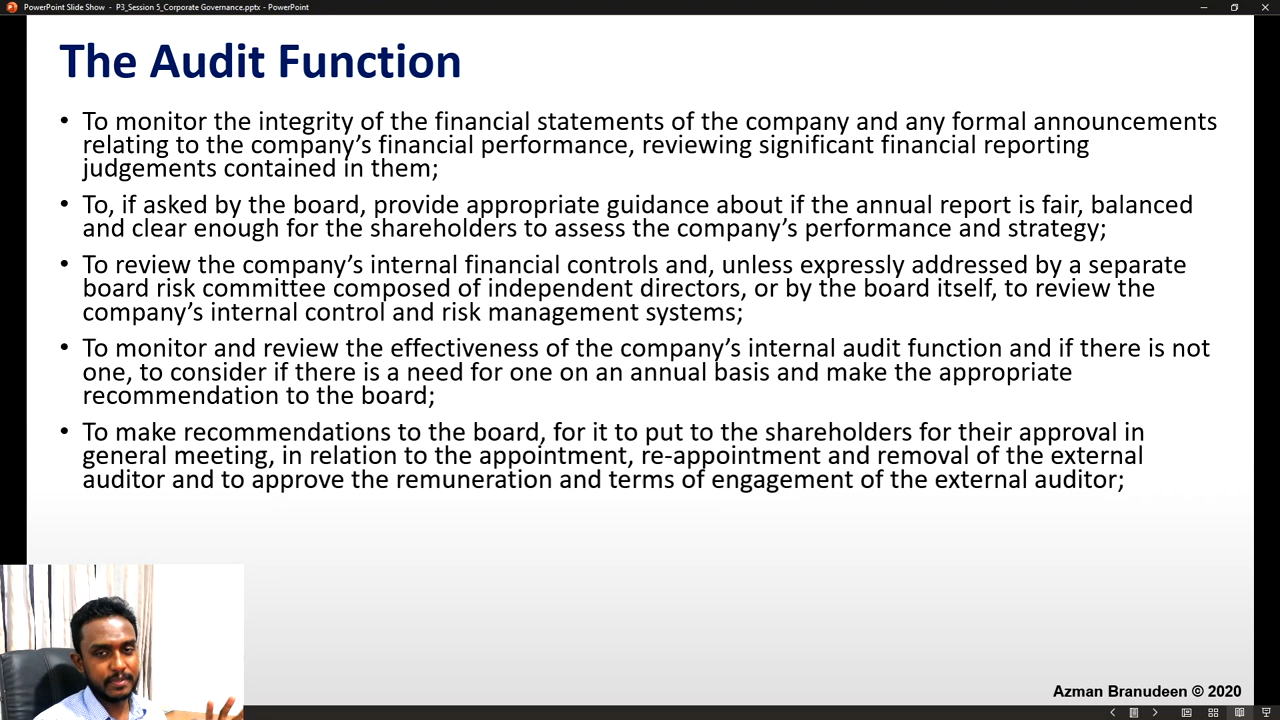 PowerPoint Slide Show - P3_Session 5_Corporate Governance.pptx - PowerPoint
The Audit Function
• To monitor the integrity of the financial statements of the company and any formal announcements
relating to the company’s financial performance, reviewing significant financial reporting
judgements contained in them;
• To, if asked by the board, provide appropriate guidance about if the annual report is fair, balanced
and clear enough for the shareholders to assess the company’s performance and strategy;
• To review the company’s internal financial controls and, unless expressly addressed by a separate
board risk committee composed of independent directors, or by the board itself, to review the
company’s internal control and risk management systems;
• To monitor and review the effectiveness of the company’s internal audit function and if there is not
one, to consider if there is a need for one on an annual basis and make the appropriate
recommendation to the board;
• To make recommendations to the board, for it to put to the shareholders for their approval in
general meeting, in relation to the appointment, re-appointment and removal of the external
auditor and to approve the remuneration and terms of engagement of the external auditor;
Azman Branudeen © 2020